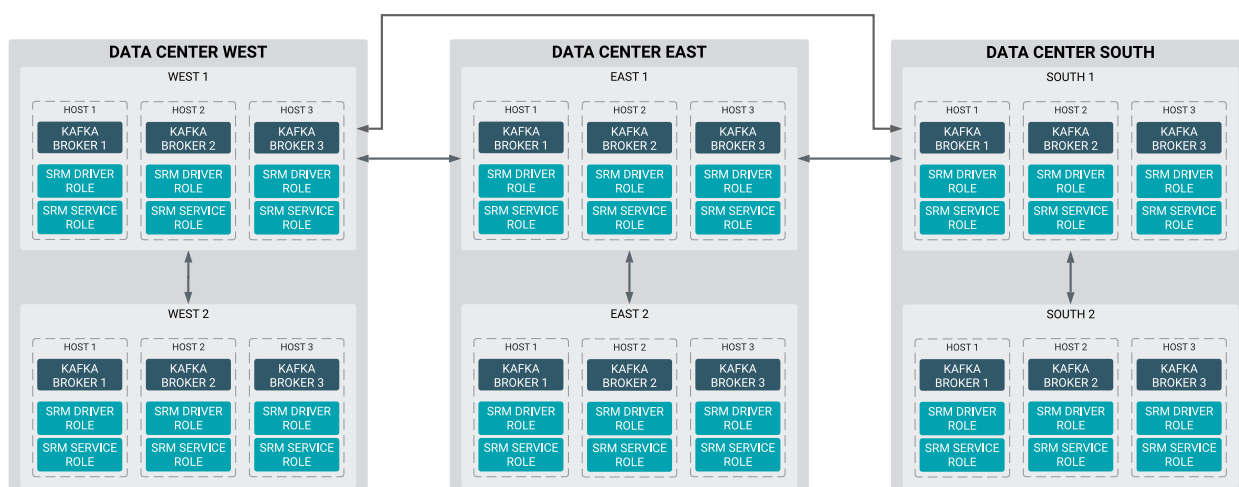 DATA CENTER WEST
WEST 1
HOST 1
KAFKA
BROKER 1
SRM DRIVER
ROLE
SRM SERVICE
ROLE
HOST 2
KAFKA
BROKER 2
SRM DRIVER
ROLE
SRM SERVICE
ROLE
HOST 3
KAFKA
BROKER 3
SRM DRIVER
ROLE
SRM SERVICE
ROLE
WEST 2
HOST 1
KAFKA
BROKER 1
SRM DRIVER
ROLE
SRM SERVICE
ROLE
HOST 2
KAFKA
BROKER 2
SRM DRIVER
ROLE
SRM SERVICE
ROLE
HOST 3
KAFKA
BROKER 3
SRM DRIVER
ROLE
SRM SERVICE
ROLE
DATA CENTER EAST
EAST 1
HOST 1
KAFKA
BROKER 1
SRM DRIVER
ROLE
SRM SERVICE
ROLE
HOST 2
KAFKA
BROKER 2
SRM DRIVER
ROLE
SRM SERVICE
ROLE
HOST 3
KAFKA
BROKER 3
SRM DRIVER
ROLE
SRM SERVICE
ROLE
EAST 2
HOST 1
KAFKA
BROKER 1
SRM DRIVER
ROLE
SRM SERVICE
ROLE
HOST 2
KAFKA
BROKER 2
SRM DRIVER
ROLE
SRM SERVICE
ROLE
HOST 3
KAFKA
BROKER 3
SRM DRIVER
ROLE
SRM SERVICE
ROLE
DATA CENTER SOUTH
SOUTH 1
HOST 1
KAFKA
BROKER 1
SRM DRIVER
ROLE
SRM SERVICE
ROLE
HOST 2
KAFKA
BROKER 2
SRM DRIVER
ROLE
SRM SERVICE
ROLE
HOST 3
KAFKA
BROKER 3
SRM DRIVER
ROLE
SRM SERVICE
ROLE
SOUTH 2
HOST 1
KAFKA
BROKER 1
SRM DRIVER
ROLE
SRM SERVICE
ROLE
HOST 2
KAFKA
BROKER 2
SRM DRIVER
ROLE
SRM SERVICE
ROLE
HOST 3
KAFKA
BROKER 3
SRM DRIVER
ROLE
SRM SERVICE
ROLE